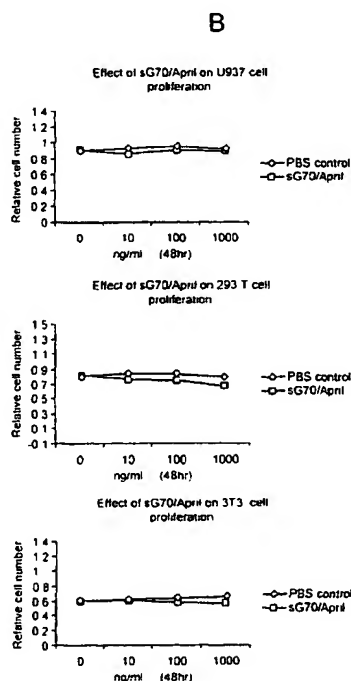 B
Effect of sG70/April on U937 cell
proliferation
Relative cell number
1 4
1 2
1
0 8
0 6
0 4
0 2
0
PBS control
sG70/April
0 10 100 1000
ng/ml (48hr)
Effect of sG70/April on 293 T cell
proliferation
Relative cell number
1 5
1 3
1 1
0 9
0 7
0 5
0 3
0 1
-0 1
PBS control
sG70/April
0 10 100 1000
ng/ml (48hr)
Effect of sG70/April on 3T3 cell
proliferation
Relative cell number
1 4
1 2
1
0 8
0 6
0 4
0 2
0
PBS control
sG70/April
0 10 100 1000
ng/ml (48hr)